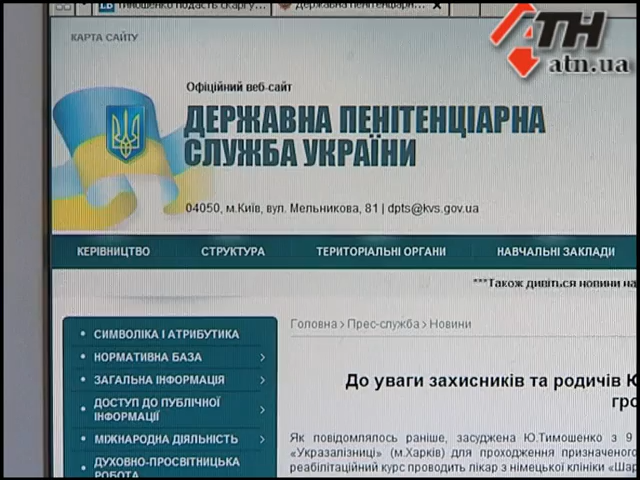 Тимошенко подасть скаргу...
Державна пенітенціарн...
АТН
atn.ua
КАРТА САЙТУ
Офіційний веб-сайт
ДЕРЖАВНА ПЕНІТЕНЦІАРНА
СЛУЖБА УКРАЇНИ
04050, м.Київ, вул. Мельникова, 81 | dpts@kvs.gov.ua
КЕРІВНИЦТВО СТРУКТУРА ТЕРИТОРІАЛЬНІ ОРГАНИ НАВЧАЛЬНІ ЗАКЛАДИ
***Також дивіться новини на
Головна > Прес-служба > Новини
СИМВОЛІКА І АТРИБУТИКА
НОРМАТИВНА БАЗА
ЗАГАЛЬНА ІНФОРМАЦІЯ
ДОСТУП ДО ПУБЛІЧНОЇ
ІНФОРМАЦІЇ
МІЖНАРОДНА ДІЯЛЬНІСТЬ
ДУХОВНО-ПРОСВІТНИЦЬКА
РОБОТА
До уваги захисників та родичів Ю
гро
Як повідомлялось раніше, засуджена Ю.Тимошенко з 9
«Укразалізниці» (м.Харків) для проходження призначеного
реабілітаційний курс проводить лікар з німецької клініки «Шар